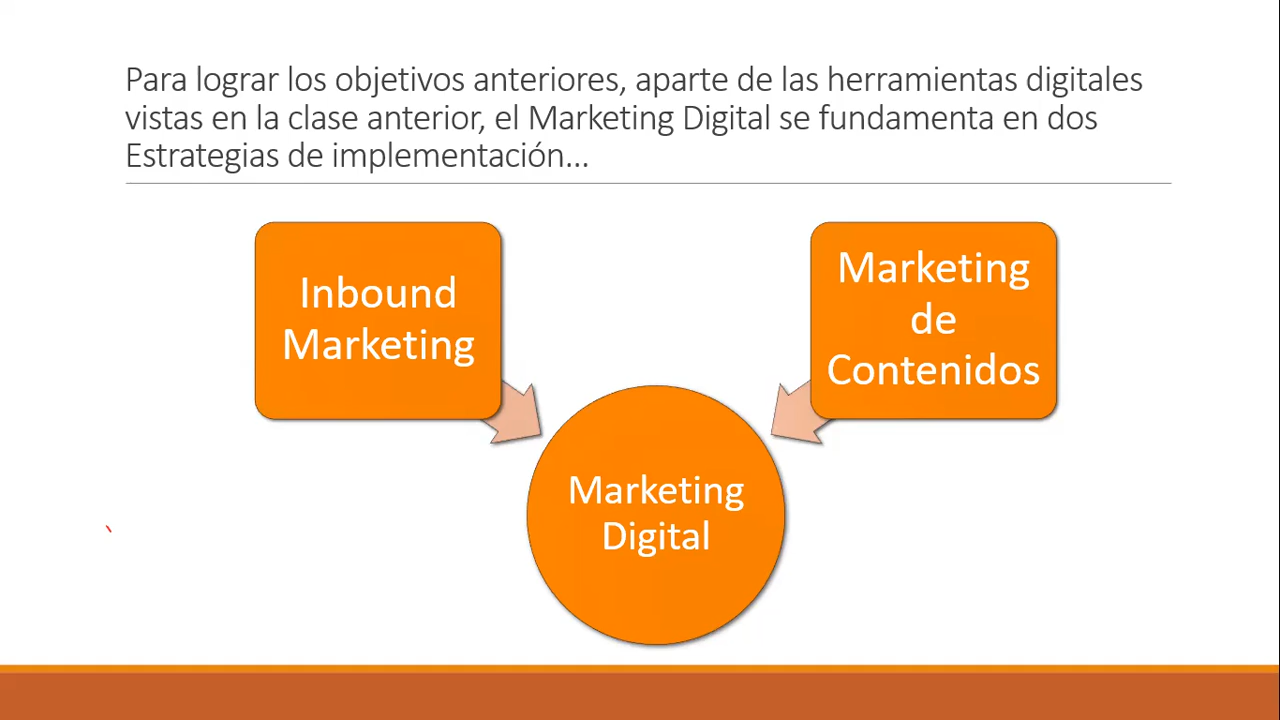 Para lograr los objetivos anteriores, aparte de las herramientas digitales
vistas en la clase anterior, el Marketing Digital se fundamenta en dos
Estrategias de implementación...
Inbound
Marketing
Marketing
de
Contenidos
Marketing
Digital